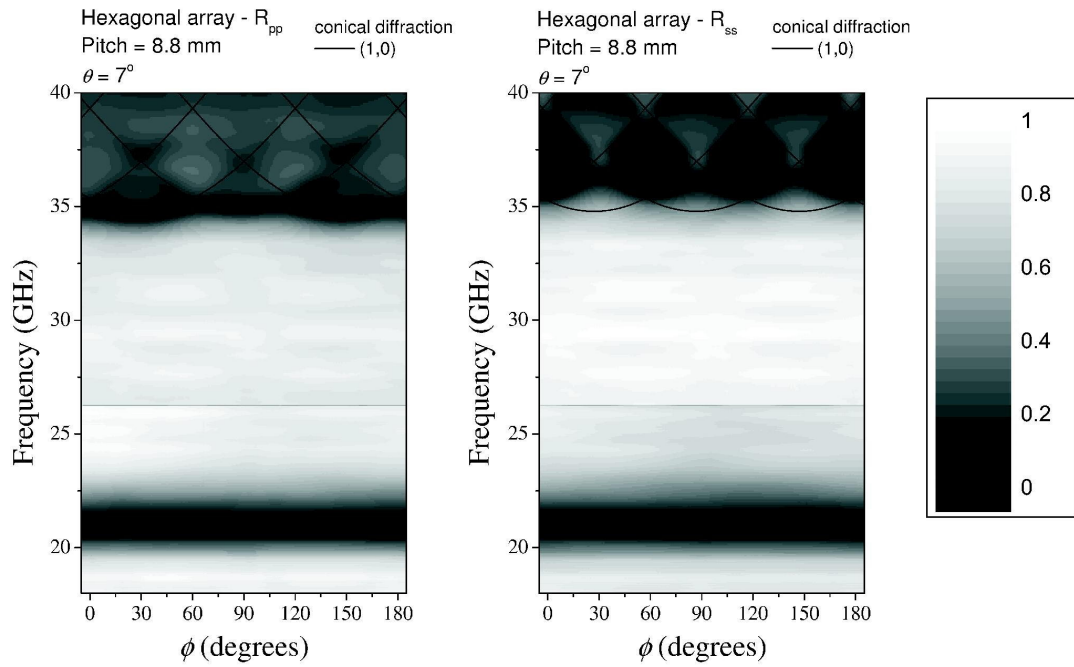 Hexagonal array - Rpp
Pitch = 8.8 mm
θ = 7°
conical diffraction
(1,0)
Frequency (GHz)
40
35
30
25
20
0 30 60 90 120 150 180
ϕ (degrees)
Hexagonal array - Rss
Pitch = 8.8 mm
θ = 7°
conical diffraction
(1,0)
Frequency (GHz)
40
35
30
25
20
0 30 60 90 120 150 180
ϕ (degrees)
1
0.8
0.6
0.4
0.2
0